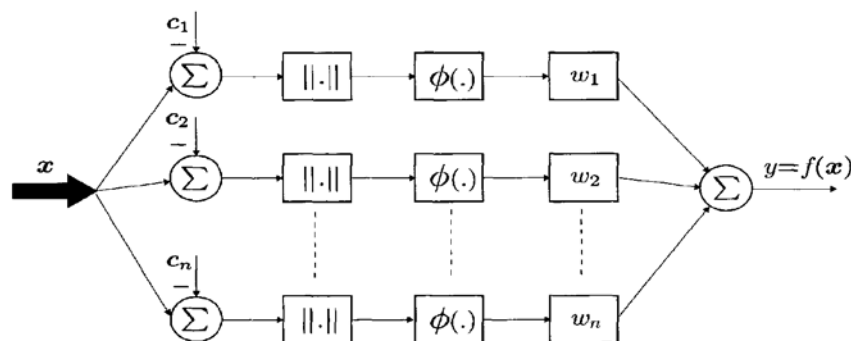 c₁
−
Σ ||.|| ϕ(.) w₁
c₂
x − y=f(x)
Σ ||.|| ϕ(.) w₂ Σ
cₙ
−
Σ ||.|| ϕ(.) wₙ